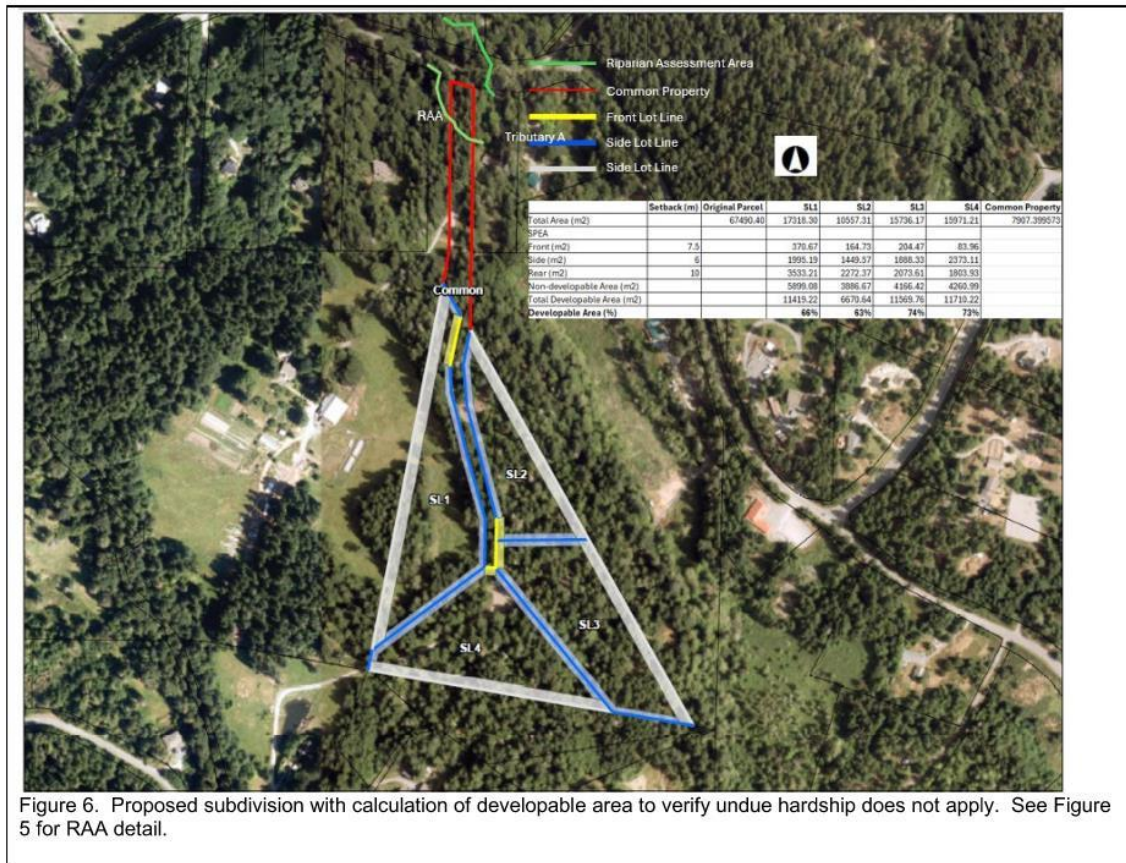 Riparian Assessment Area
Common Property
RAA
Front Lot Line
Tributary A
Side Lot Line
Side Lot Line
Setback (m) Original Parcel SL1 SL2 SL3 SL4 Common Property
Total Area (m2) 67490.40 17318.30 10557.31 15736.17 15971.21 7907.399573
SPEA
Front (m2) 7.5 370.67 164.73 204.47 83.96
Side (m2) 6 1995.19 1449.57 1888.33 2373.11
Rear (m2) 10 3533.21 2272.37 2073.61 1803.93
Non-developable Area (m2) 5899.08 3886.67 4166.42 4260.99
Total Developable Area (m2) 11419.22 6670.64 11569.76 11710.22
Developable Area (%) 66% 63% 74% 73%
Common
SL2
SL1
SL3
SL4
Figure 6. Proposed subdivision with calculation of developable area to verify undue hardship does not apply. See Figure
5 for RAA detail.